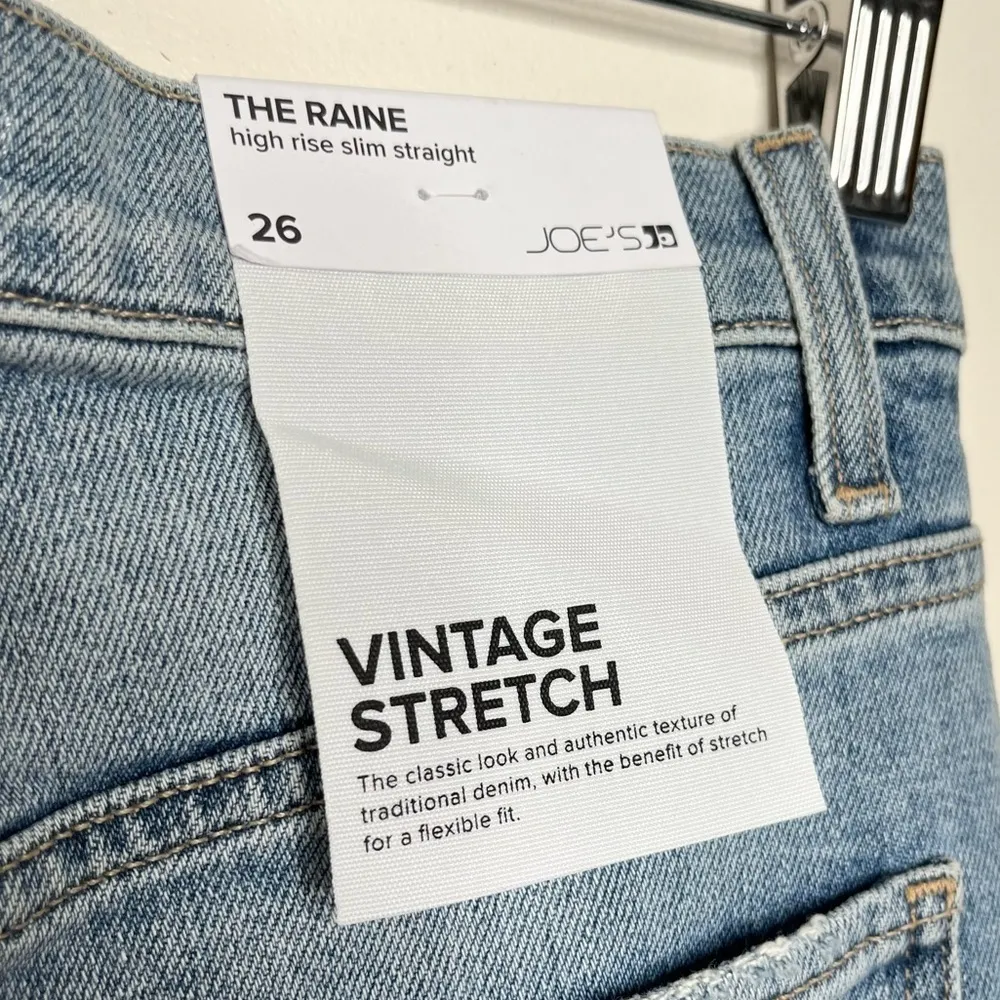 THE RAINE
high rise slim straight
26
JOE'S
VINTAGE
STRETCH
The classic look and authentic texture of
traditional denim, with the benefit of stretch
for a flexible fit.